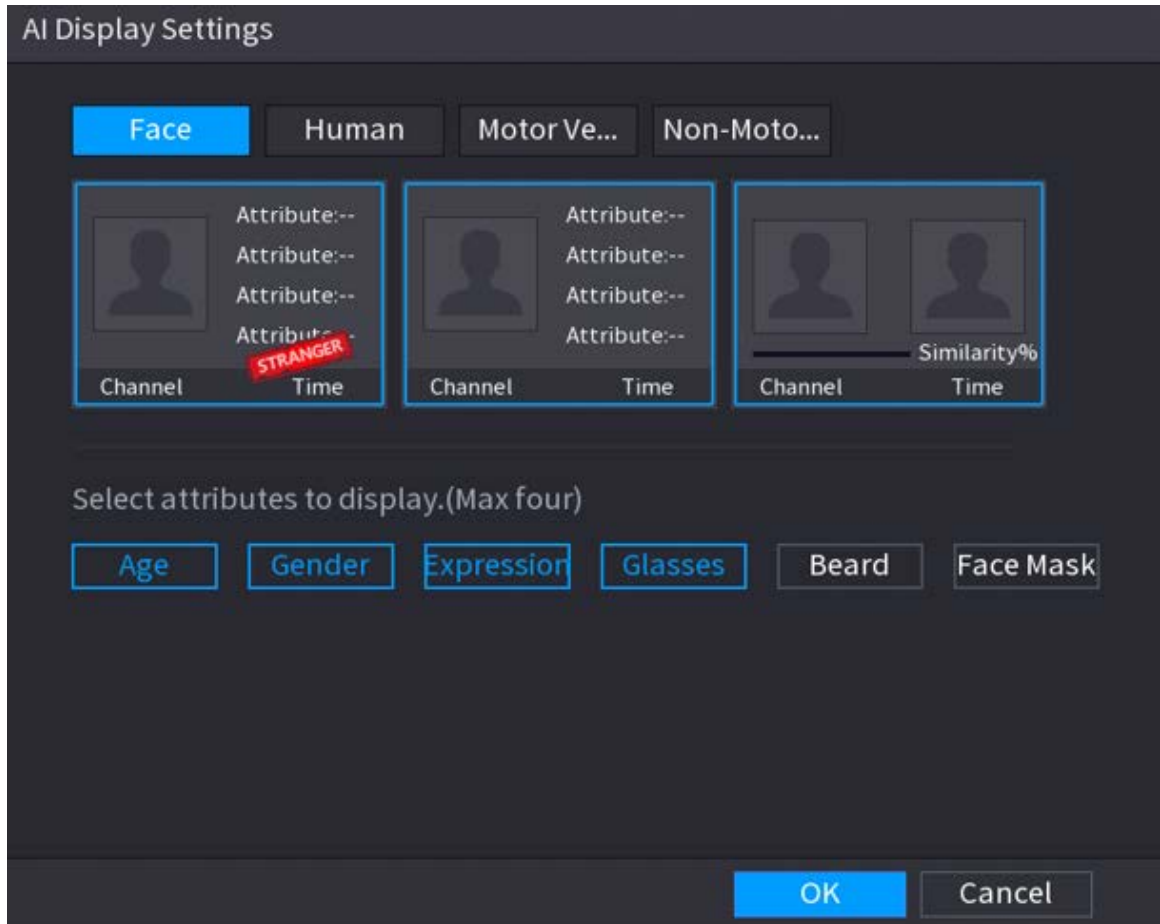 AI Display Settings
Face
Human
Motor Ve...
Non-Moto...
Attribute:--
Attribute:--
Attribute:--
Attribute:--
STRANGER
Channel
Time
Attribute:--
Attribute:--
Attribute:--
Attribute:--
Channel
Time
Similarity%
Channel
Time
Select attributes to display.(Max four)
Age
Gender
Expression
Glasses
Beard
Face Mask
OK
Cancel